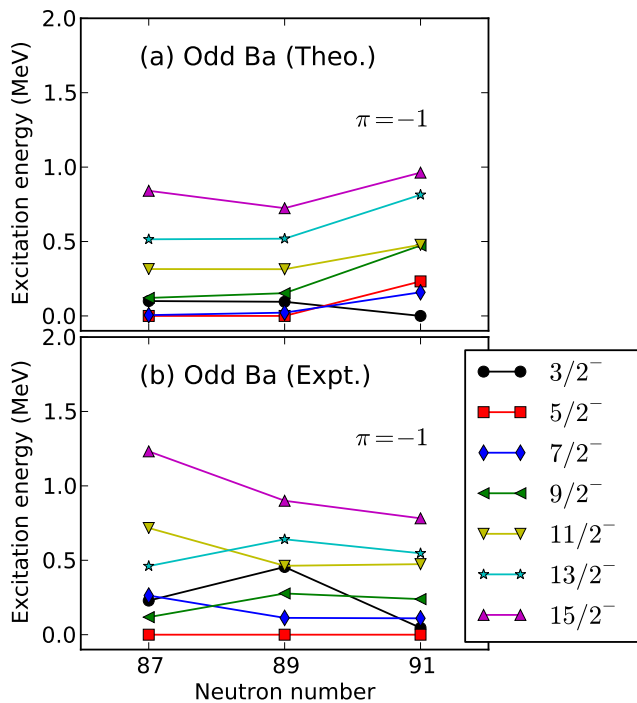 2.0
(a) Odd Ba (Theo.)
1.5
π = −1
1.0
0.5
0.0
Excitation energy (MeV)
2.0
(b) Odd Ba (Expt.)
1.5
π = −1
1.0
0.5
0.0
Excitation energy (MeV)
3/2⁻
5/2⁻
7/2⁻
9/2⁻
11/2⁻
13/2⁻
15/2⁻
87 89 91
Neutron number